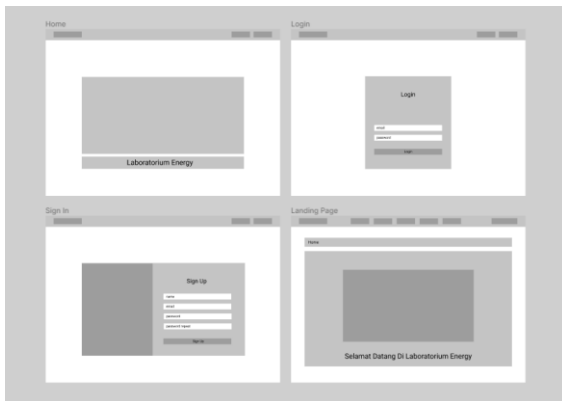 Home
Laboratorium Energy
Login
Login
email
password
login
Sign In
Sign Up
name
email
password
password repeat
Sign Up
Landing Page
Home
Selamat Datang Di Laboratorium Energy